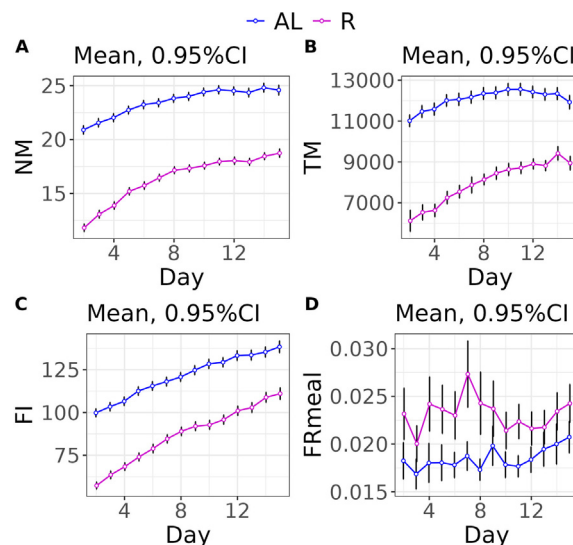 AL R
A B
Mean, 0.95%CI Mean, 0.95%CI
NM
25
20
15
4 8 12
Day
TM
13000
11000
9000
7000
4 8 12
Day
C D
Mean, 0.95%CI Mean, 0.95%CI
FI
125
100
75
4 8 12
Day
FRmeal
0.030
0.025
0.020
0.015
4 8 12
Day